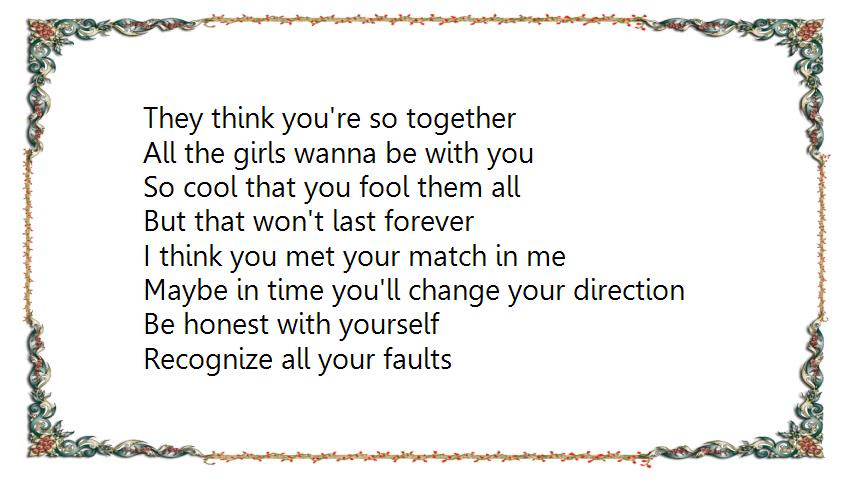 They think you're so together
All the girls wanna be with you
So cool that you fool them all
But that won't last forever
I think you met your match in me
Maybe in time you'll change your direction
Be honest with yourself
Recognize all your faults